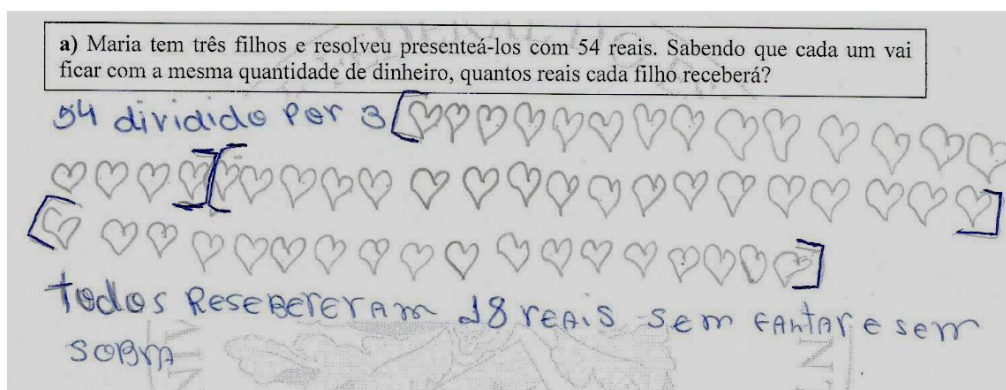 a) Maria tem três filhos e resolveu presenteá-los com 54 reais. Sabendo que cada um vai
ficar com a mesma quantidade de dinheiro, quantos reais cada filho receberá?
54 dividido por 3
todos ReseBereram 18 reais sem fantar e sem
sobra